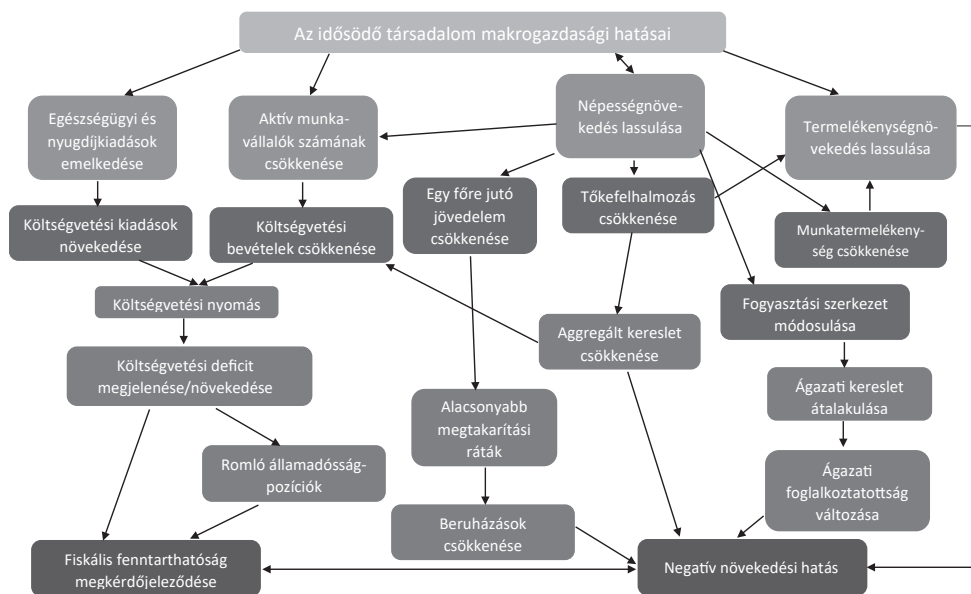 Az idősödő társadalom makrogazdasági hatásai
Egészségügyi és
nyugdíjkiadások
emelkedése
Aktív munka-
vállalók számának
csökkenése
Népességnöve-
kedés lassulása
Termelékenységnö-
vekedés lassulása
Költségvetési kiadások
növekedése
Költségvetési
bevételek csökkenése
Egy főre jutó
jövedelem
csökkenése
Tőkefelhalmozás
csökkenése
Munkatermelékeny-
ség csökkenése
Költségvetési nyomás
Fogyasztási szerkezet
módosulása
Költségvetési deficit
megjelenése/növekedése
Aggregált kereslet
csökkenése
Alacsonyabb
megtakarítási
ráták
Ágazati kereslet
átalakulása
Romló államadósság-
pozíciók
Ágazati
foglalkoztatottság
változása
Beruházások
csökkenése
Fiskális fenntarthatóság
megkérdőjeleződése
Negatív növekedési hatás